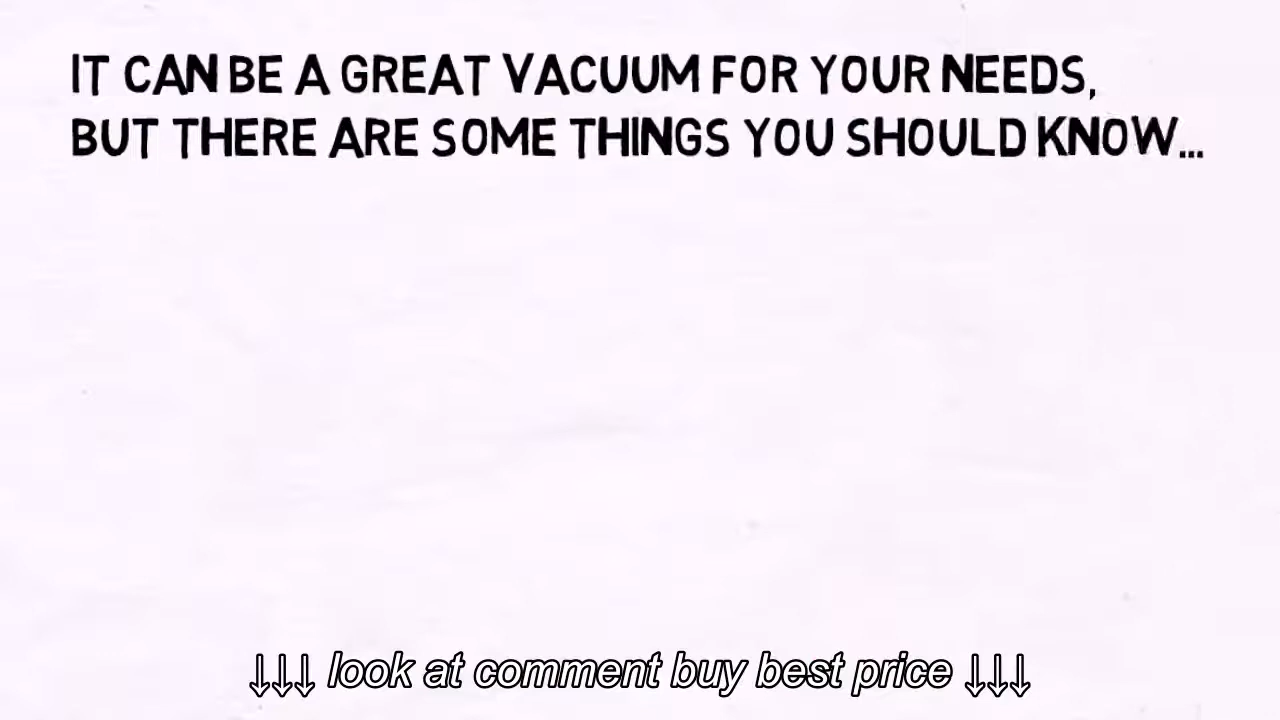 IT CAN BE A GREAT VACUUM FOR YOUR NEEDS,
BUT THERE ARE SOME THINGS YOU SHOULD KNOW...
↓↓↓ look at comment buy best price ↓↓↓